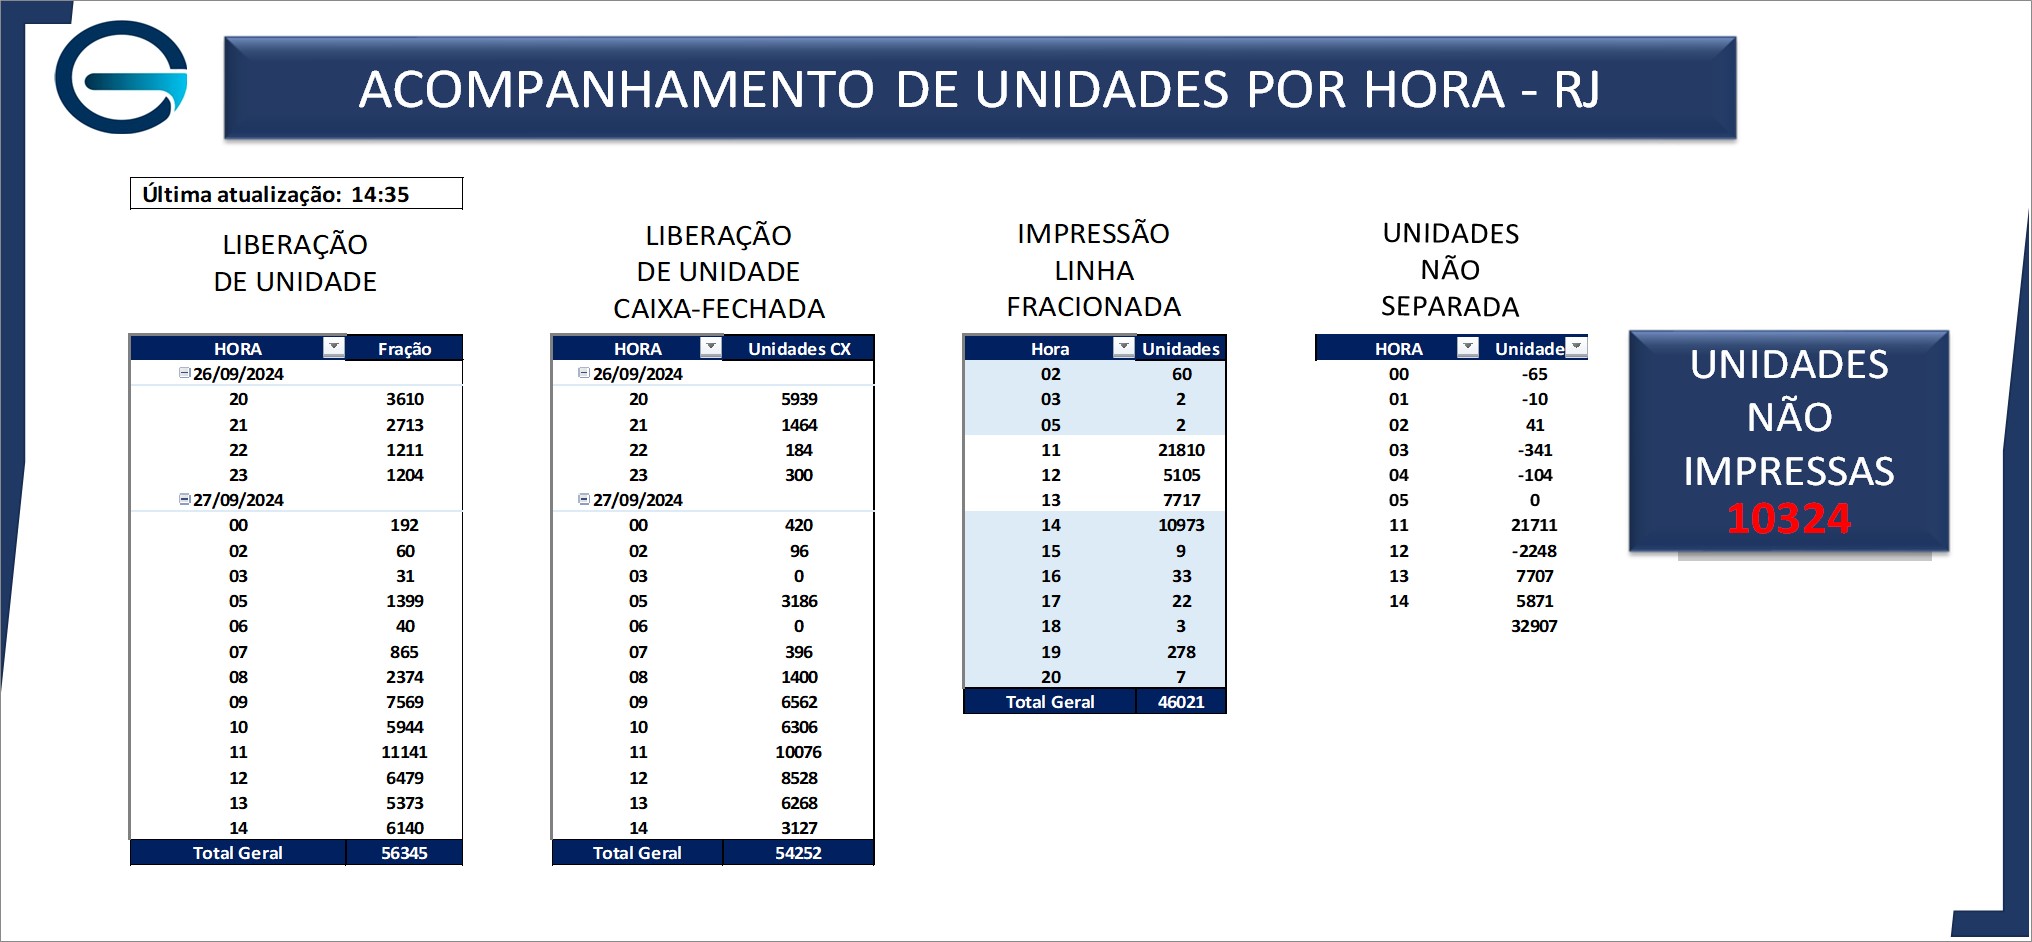 ACOMPANHAMENTO DE UNIDADES POR HORA - RJ
Última atualização: 14:35
LIBERAÇÃO
DE UNIDADE
HORA Fração
26/09/2024
20 3610
21 2713
22 1211
23 1204
27/09/2024
00 192
02 60
03 31
05 1399
06 40
07 865
08 2374
09 7569
10 5944
11 11141
12 6479
13 5373
14 6140
Total Geral 56345
LIBERAÇÃO
DE UNIDADE
CAIXA-FECHADA
HORA Unidades CX
26/09/2024
20 5939
21 1464
22 184
23 300
27/09/2024
00 420
02 96
03 0
05 3186
06 0
07 396
08 1400
09 6562
10 6306
11 10076
12 8528
13 6268
14 3127
Total Geral 54252
IMPRESSÃO
LINHA
FRACIONADA
Hora Unidades
02 60
03 2
05 2
11 21810
12 5105
13 7717
14 10973
15 9
16 33
17 22
18 3
19 278
20 7
Total Geral 46021
UNIDADES
NÃO
SEPARADA
HORA Unidade
00 -65
01 -10
02 41
03 -341
04 -104
05 0
11 21711
12 -2248
13 7707
14 5871
32907
UNIDADES
NÃO
IMPRESSAS
10324